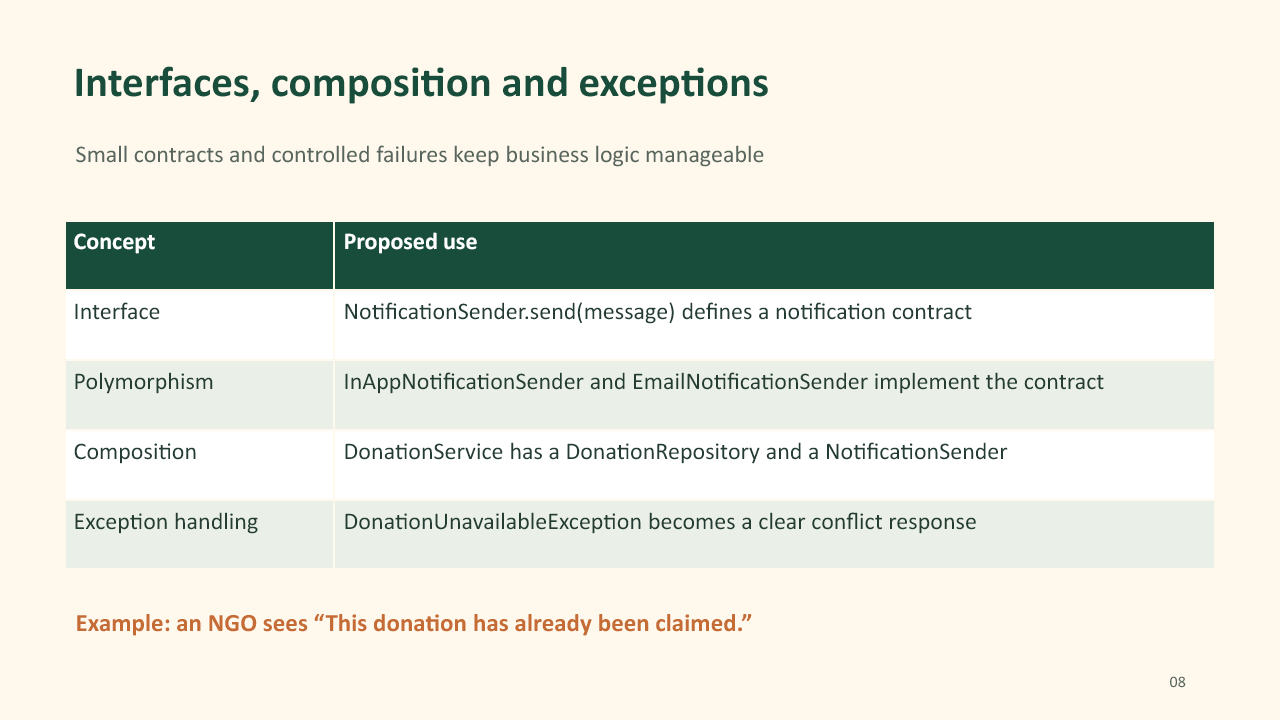 Interfaces, composition and exceptions
Small contracts and controlled failures keep business logic manageable
Concept Proposed use
Interface NotificationSender.send(message) defines a notification contract
Polymorphism InAppNotificationSender and EmailNotificationSender implement the contract
Composition DonationService has a DonationRepository and a NotificationSender
Exception handling DonationUnavailableException becomes a clear conflict response
Example: an NGO sees “This donation has already been claimed.”
08